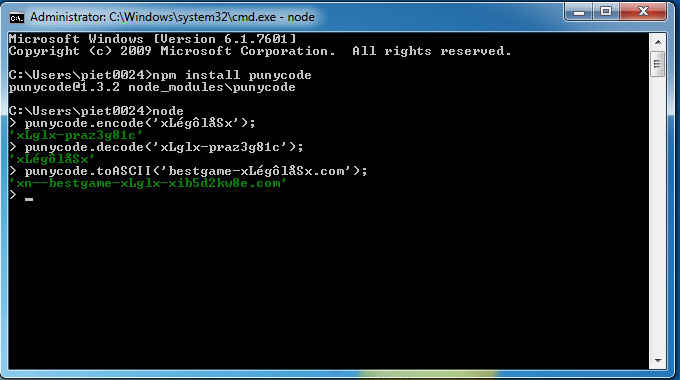 Administrator: C:\Windows\system32\cmd.exe - node
Microsoft Windows [Version 6.1.7601]
Copyright (c) 2009 Microsoft Corporation.  All rights reserved.
C:\Users\piet0024>npm install punycode
punycode@1.3.2 node_modules\punycode
C:\Users\piet0024>node
> punycode.encode('xLégôlåSx');
'xLglx-praz3g81c'
> punycode.decode('xLglx-praz3g81c');
'xLégôlåSx'
> punycode.toASCII('bestgame-xLégôlåSx.com');
'xn--bestgame-xLglx-xib5d2kw8e.com'
> _